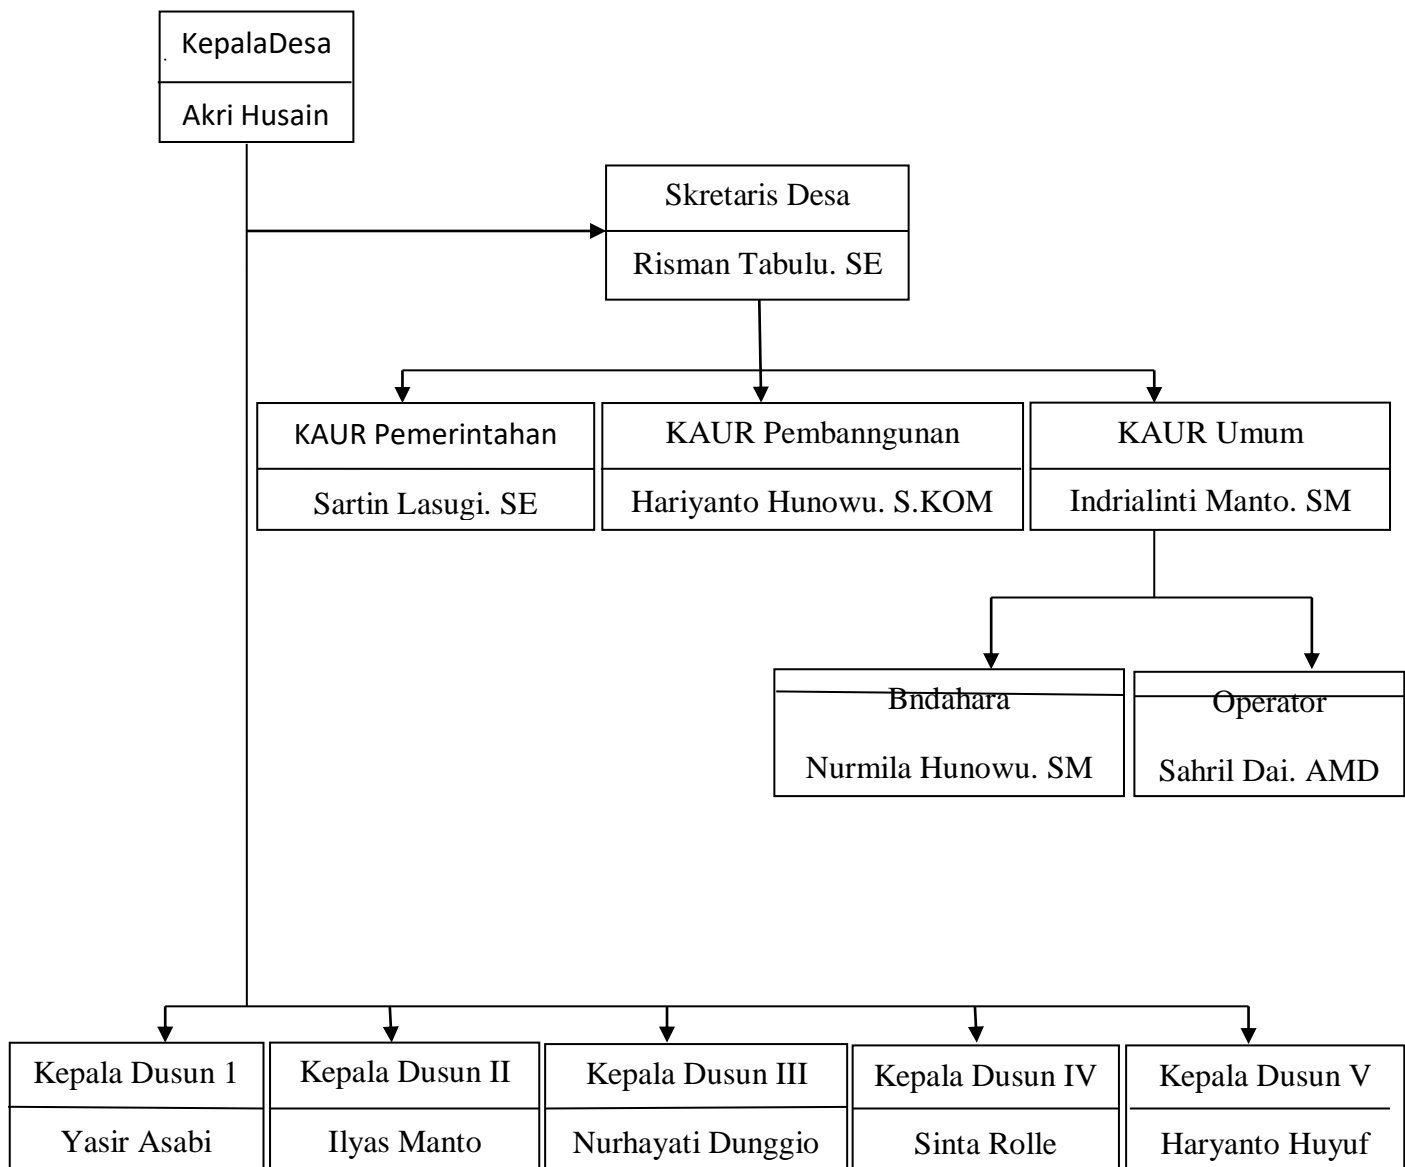 KepalaDesa
Akri Husain
Skretaris Desa
Risman Tabulu. SE
KAUR Pemerintahan
Sartin Lasugi. SE
KAUR Pembanngunan
Hariyanto Hunowu. S.KOM
KAUR Umum
Indrialinti Manto. SM
Bndahara
Nurmila Hunowu. SM
Operator
Sahril Dai. AMD
Kepala Dusun 1
Yasir Asabi
Kepala Dusun II
Ilyas Manto
Kepala Dusun III
Nurhayati Dunggio
Kepala Dusun IV
Sinta Rolle
Kepala Dusun V
Haryanto Huyuf